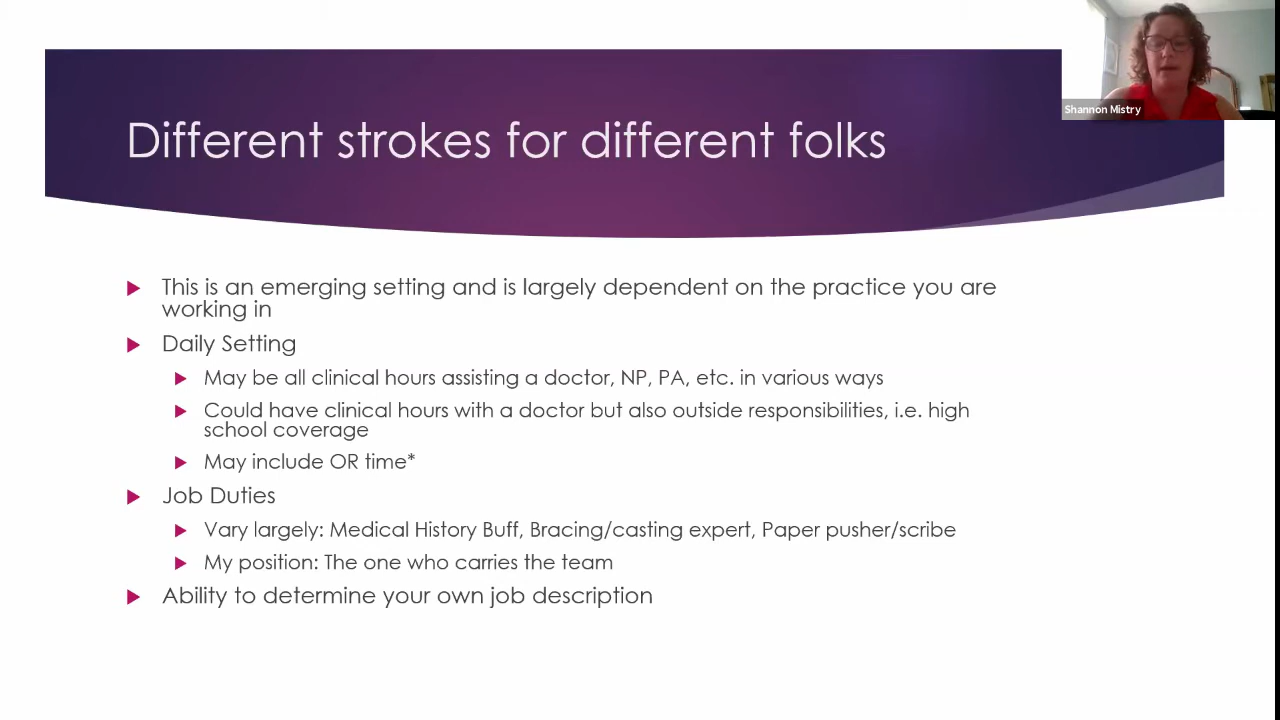 Shannon Mistry
Different strokes for different folks
This is an emerging setting and is largely dependent on the practice you are
working in
Daily Setting
May be all clinical hours assisting a doctor, NP, PA, etc. in various ways
Could have clinical hours with a doctor but also outside responsibilities, i.e. high
school coverage
May include OR time*
Job Duties
Vary largely: Medical History Buff, Bracing/casting expert, Paper pusher/scribe
My position: The one who carries the team
Ability to determine your own job description